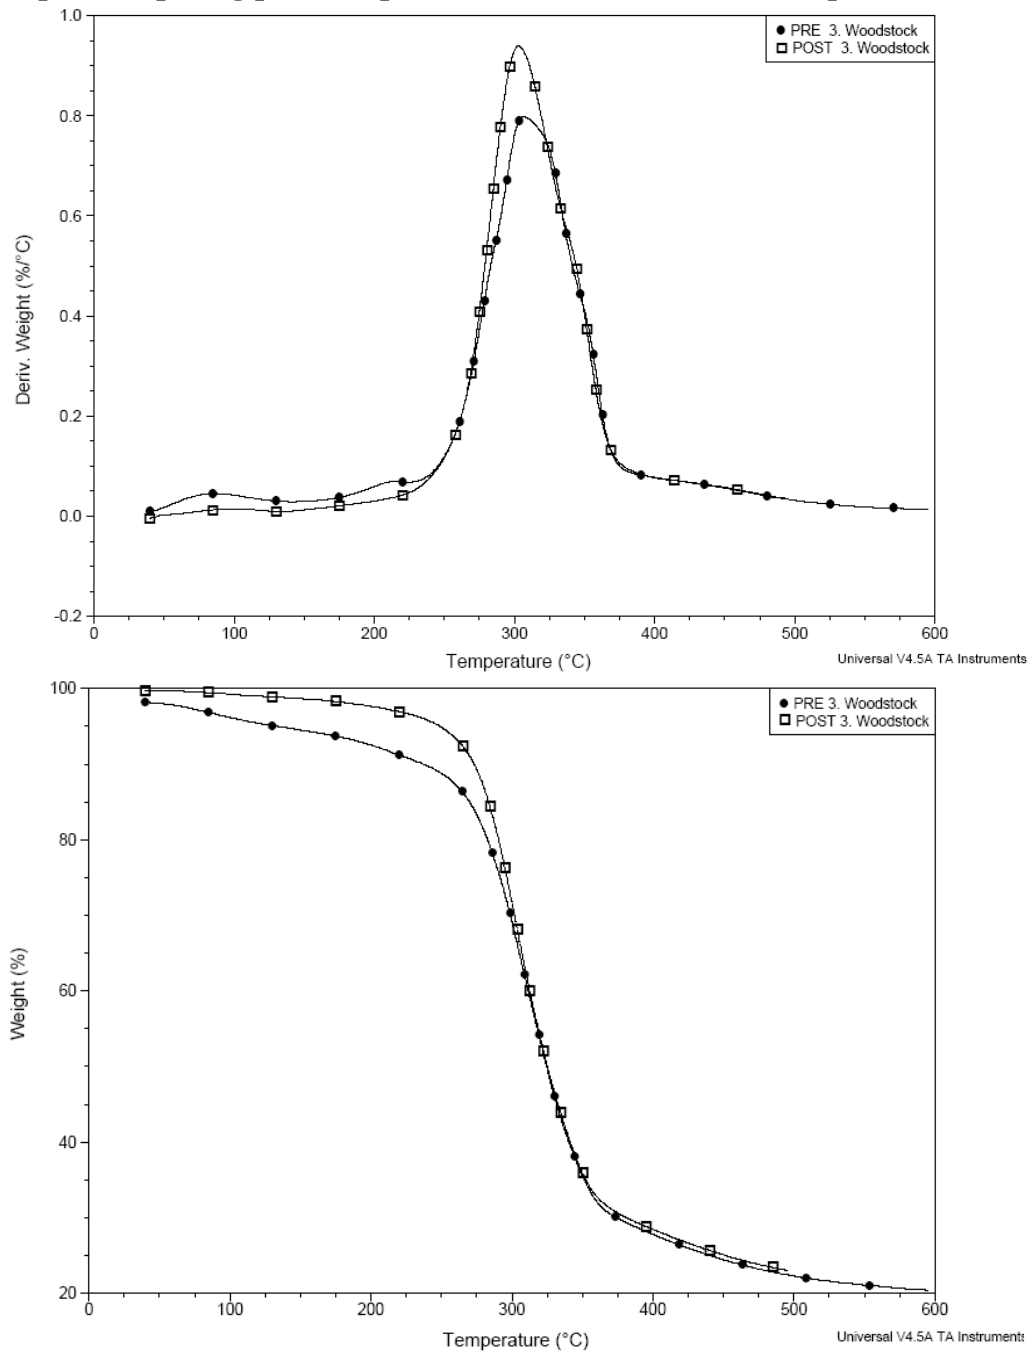 1.0
PRE 3. Woodstock
POST 3. Woodstock
0.8
0.6
0.4
0.2
0.0
-0.2
Deriv. Weight (%/°C)
0 100 200 300 400 500 600
Temperature (°C)
Universal V4.5A TA Instruments
100
PRE 3. Woodstock
POST 3. Woodstock
80
60
40
20
Weight (%)
0 100 200 300 400 500 600
Temperature (°C)
Universal V4.5A TA Instruments